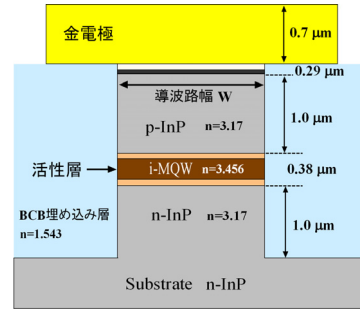 金電極
0.7 μm
0.29 μm
導波路幅 W
1.0 μm
p-InP n=3.17
活性層
i-MQW n=3.456
0.38 μm
BCB埋め込み層
n=1.543
n-InP n=3.17
1.0 μm
Substrate n-InP